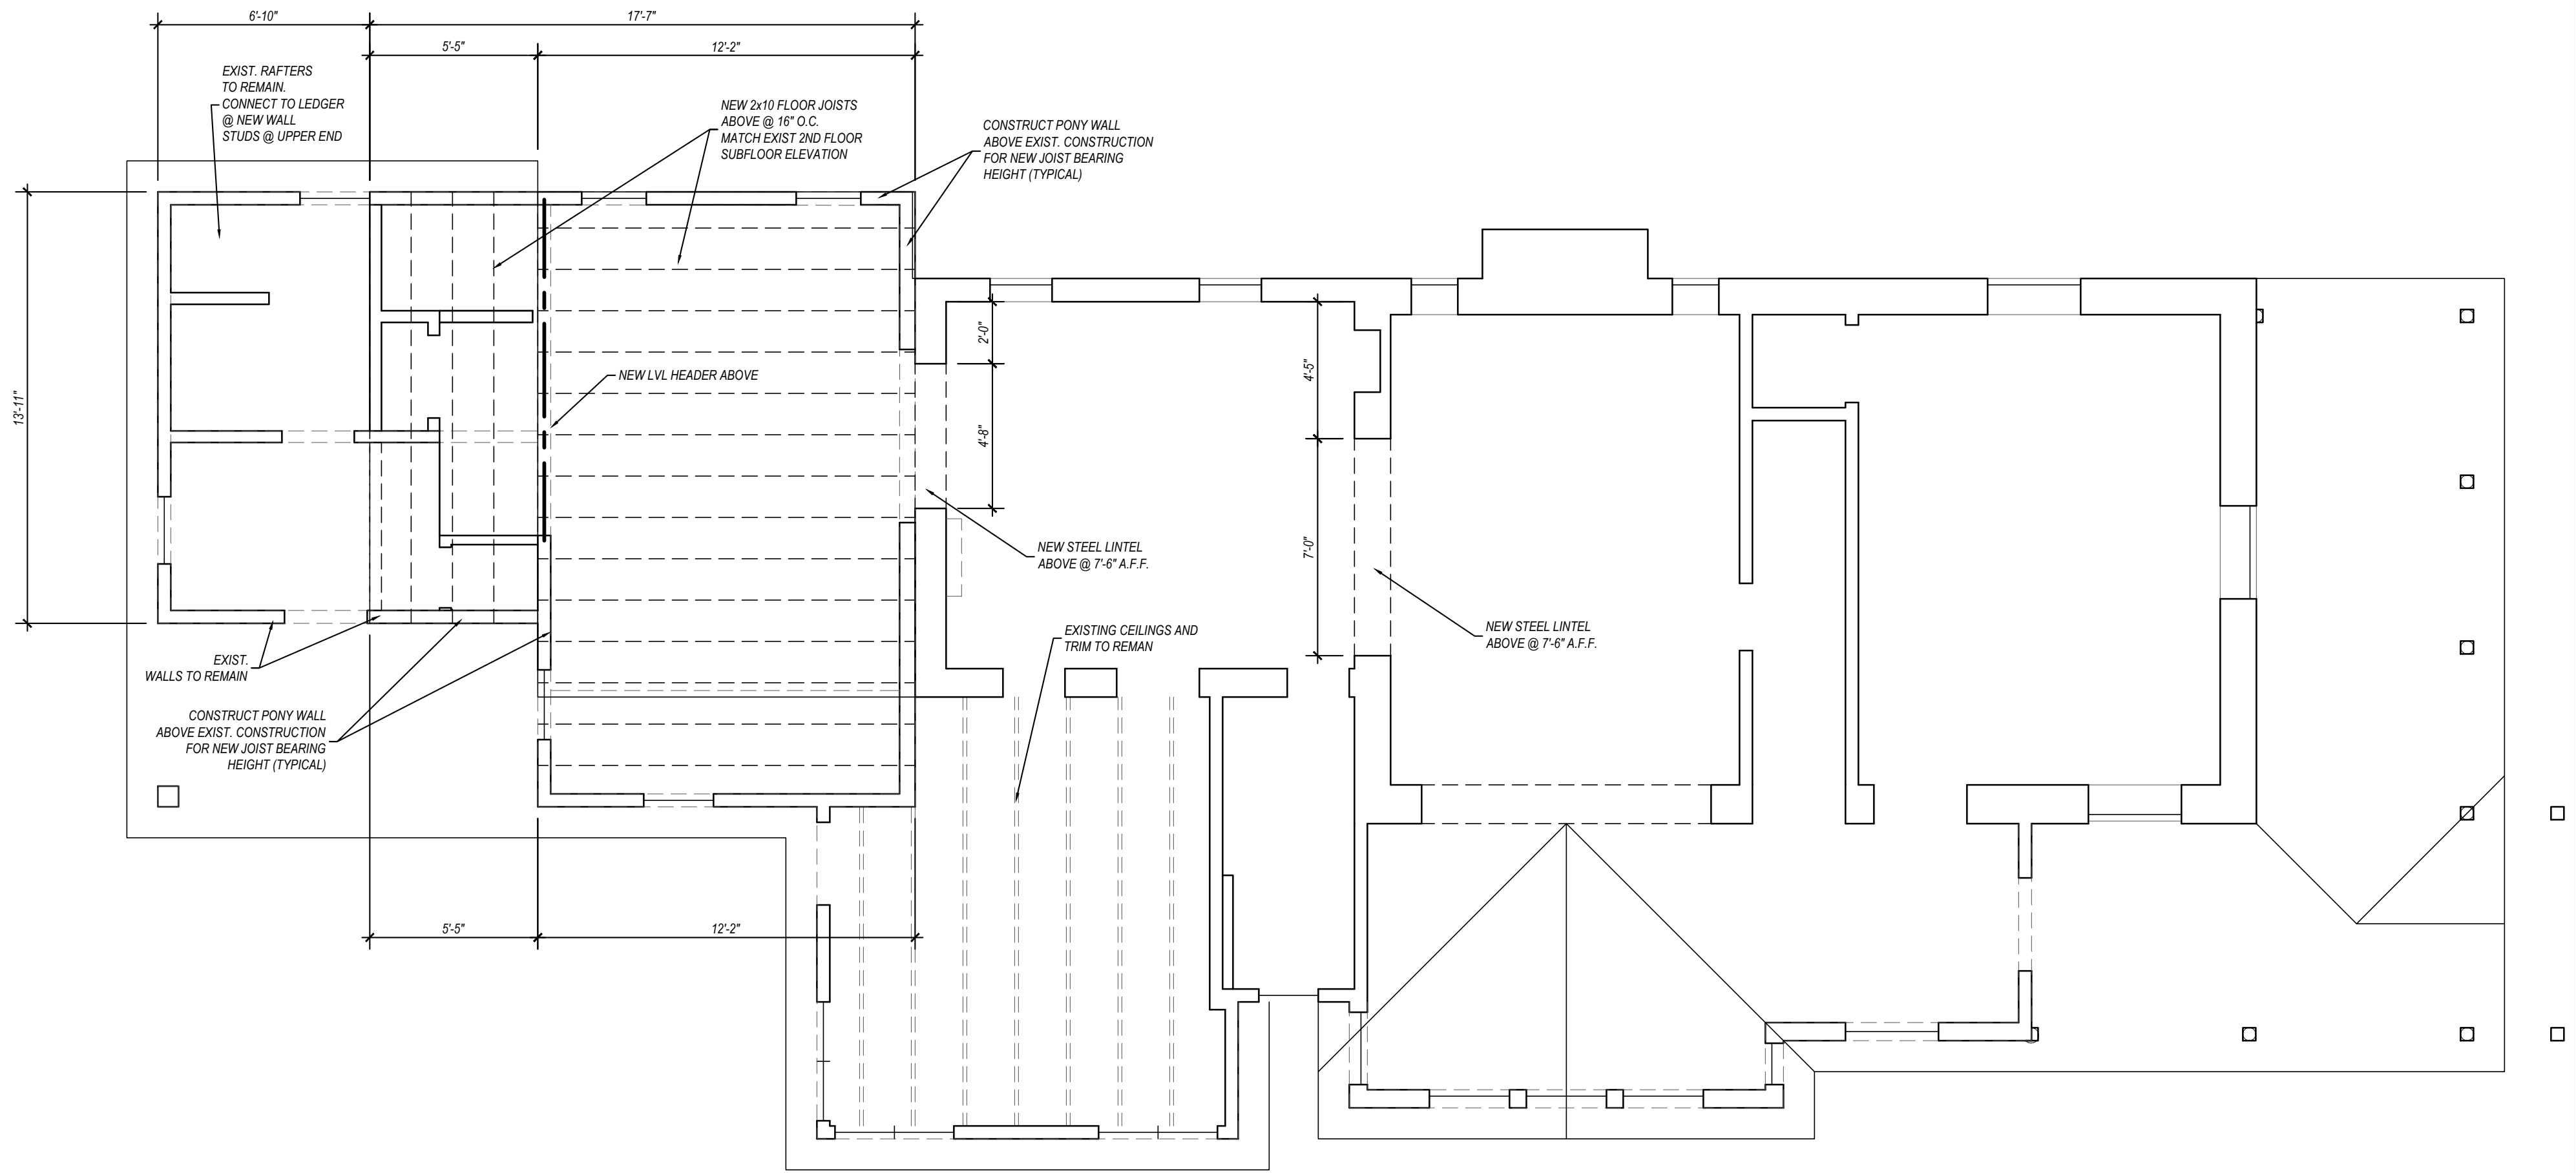 6'-10"
17'-7"
5'-5"
12'-2"
EXIST. RAFTERS
TO REMAIN.
CONNECT TO LEDGER
@ NEW WALL
STUDS @ UPPER END
NEW 2x10 FLOOR JOISTS
ABOVE @ 16" O.C.
MATCH EXIST 2ND FLOOR
SUBFLOOR ELEVATION
CONSTRUCT PONY WALL
ABOVE EXIST. CONSTRUCTION
FOR NEW JOIST BEARING
HEIGHT (TYPICAL)
2'-0"
4'-5"
NEW LVL HEADER ABOVE
13'-11"
4'-8"
7'-0"
NEW STEEL LINTEL
ABOVE @ 7'-6" A.F.F.
NEW STEEL LINTEL
ABOVE @ 7'-6" A.F.F.
EXISTING CEILINGS AND
TRIM TO REMAN
EXIST.
WALLS TO REMAIN
CONSTRUCT PONY WALL
ABOVE EXIST. CONSTRUCTION
FOR NEW JOIST BEARING
HEIGHT (TYPICAL)
5'-5"
12'-2"